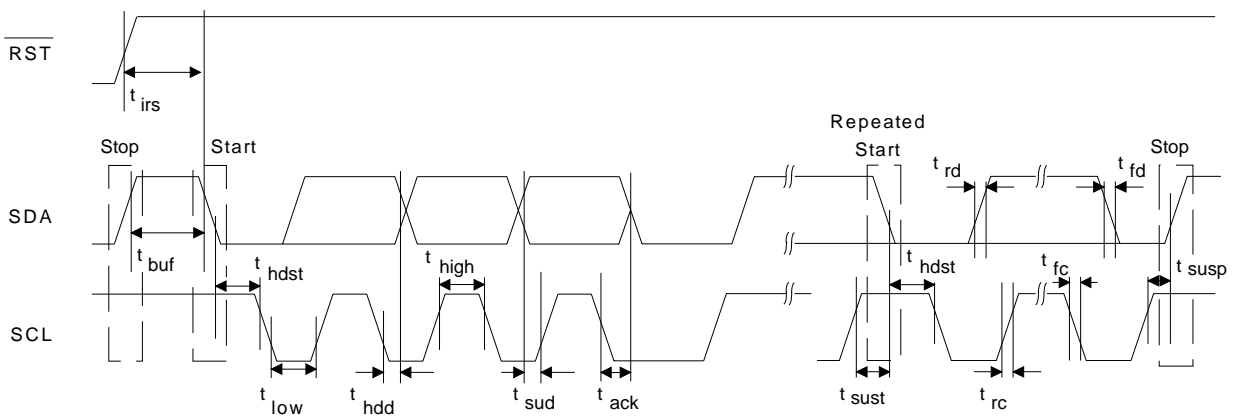 RST
t irs
Repeated
Stop
Start
Start
Stop
t rd
t fd
SDA
t buf
t hdst
t high
t hdst
t fc
t susp
SCL
t low
t hdd
t sud
t ack
t sust
t rc